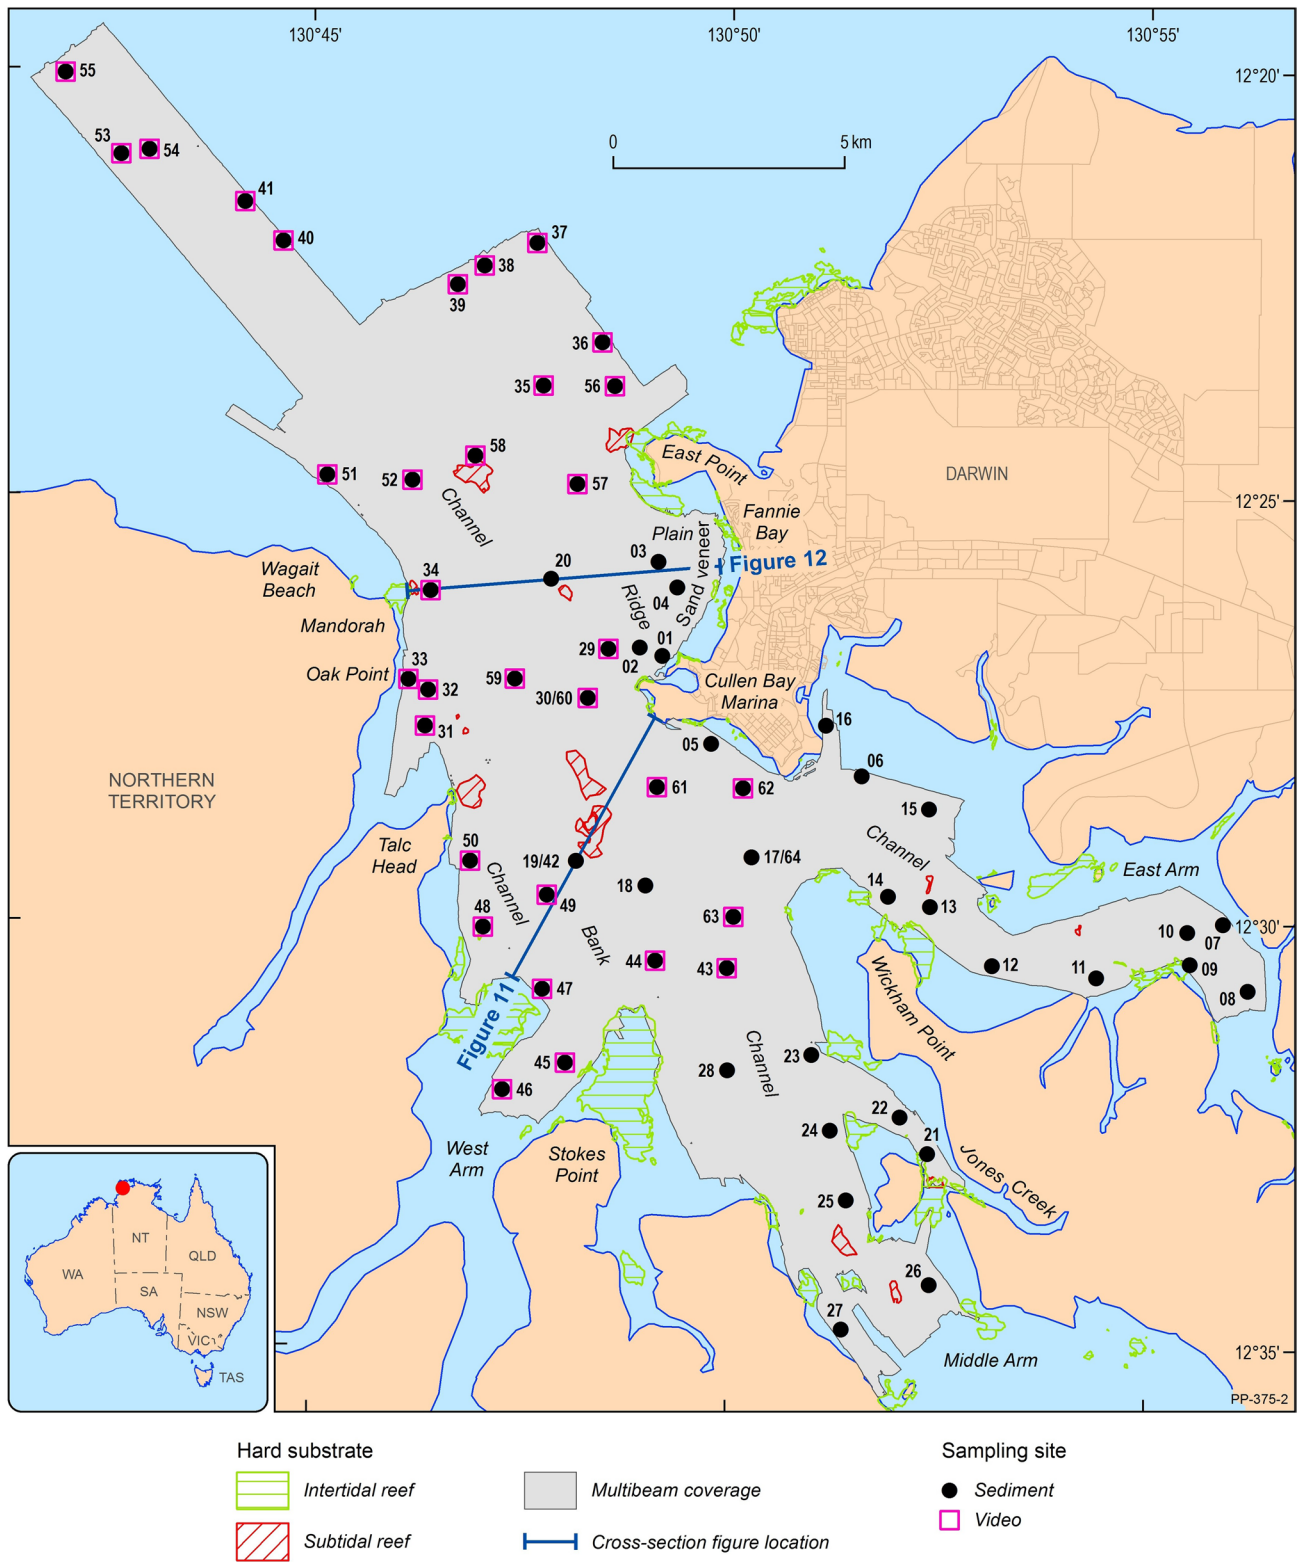 130°45'
130°50'
130°55'
12°20'
55
53
54
41
40
0
5 km
37
38
39
36
35
56
58
51
52
57
East Point
DARWIN
12°25'
Channel
Fannie
Bay
Plain
Sand veneer
Figure 12
03
20
34
04
Ridge
Wagait
Beach
Mandorah
01
29
02
33
Oak Point
32
59
30/60
Cullen Bay
Marina
31
16
05
06
NORTHERN
TERRITORY
61
62
15
Talc
Head
50
Channel
19/42
17/64
Channel
East Arm
18
14
13
49
48
63
Bank
10
07
12°30'
44
43
12
11
09
08
Wickham Point
47
Figure 11
45
46
28
Channel
23
22
24
21
Jones Creek
West
Arm
Stokes
Point
25
26
27
Middle Arm
12°35'
PP-375-2
NT
QLD
WA
SA
NSW
VIC
TAS
Hard substrate
Intertidal reef
Subtidal reef
Multibeam coverage
Cross-section figure location
Sampling site
Sediment
Video